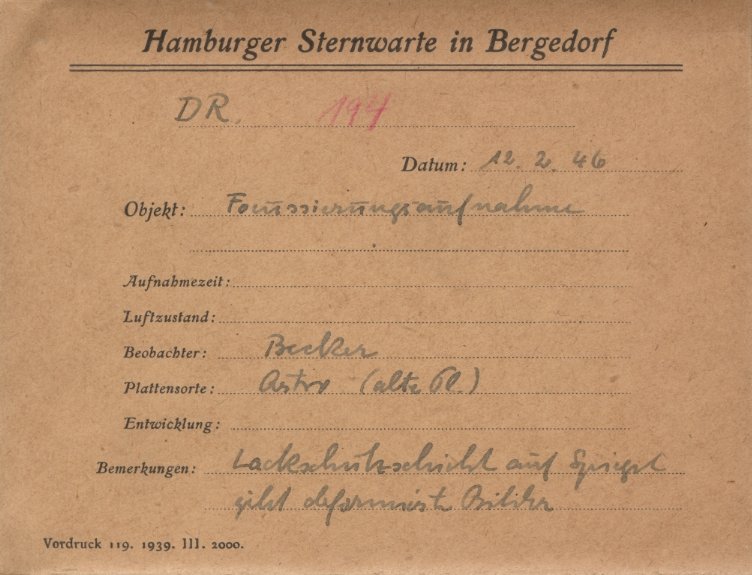 Hamburger Sternwarte in Bergedorf
DR. 194
Datum: 12. 2. 46
Objekt: Focussierungsaufnahme
Aufnahmezeit:
Luftzustand:
Beobachter: Becker
Plattensorte: Astro (alte Pl.)
Entwicklung:
Bemerkungen: Lackschutzschicht auf Spiegel
gibt deformierte Bilder
Vordruck 119. 1939. III. 2000.